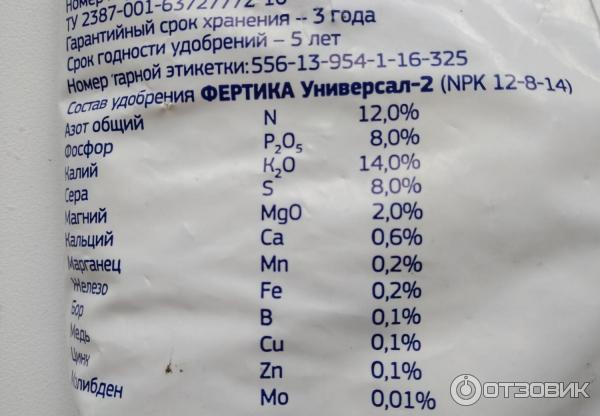 ТУ 2387-001-63727772-10
Гарантийный срок хранения -- 3 года
Срок годности удобрений – 5 лет
Номер тарной этикетки: 556-13-954-1-16-325
Состав удобрения ФЕРТИКА Универсал-2 (NPK 12-8-14)
Азот общий N 12,0%
Фосфор P₂O₅ 8,0%
Калий K₂O 14,0%
Сера S 8,0%
Магний MgO 2,0%
Кальций Ca 0,6%
Марганец Mn 0,2%
Железо Fe 0,2%
Бор B 0,1%
Медь Cu 0,1%
Цинк Zn 0,1%
Молибден Mo 0,01%
ОТЗОВИК